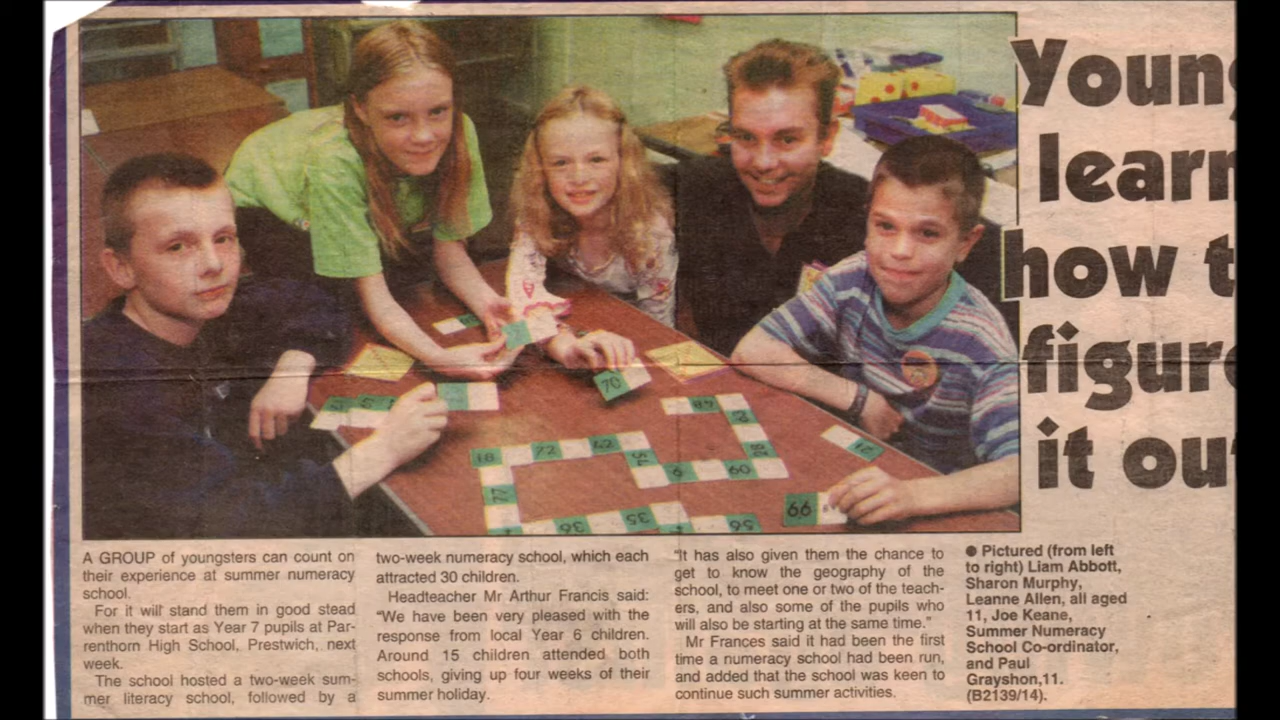 Young
learn
how t
figure
it ou
A GROUP of youngsters can count on
their experience at summer numeracy
school.
For it will stand them in good stead
when they start as Year 7 pupils at Par-
renthorn High School, Prestwich, next
week.
The school hosted a two-week sum-
mer literacy school, followed by a
two-week numeracy school, which each
attracted 30 children.
Headteacher Mr Arthur Francis said:
"We have been very pleased with the
response from local Year 6 children.
Around 15 children attended both
schools, giving up four weeks of their
summer holiday.
"It has also given them the chance to
get to know the geography of the
school, to meet one or two of the teach-
ers, and also some of the pupils who
will also be starting at the same time."
Mr Frances said it had been the first
time a numeracy school had been run,
and added that the school was keen to
continue such summer activities.
● Pictured (from left
to right) Liam Abbott,
Sharon Murphy,
Leanne Allen, all aged
11, Joe Keane,
Summer Numeracy
School Co-ordinator,
and Paul
Grayshon,11.
(B2139/14).
70
48
18
72
42
6
60
21
77
66
36
35
56